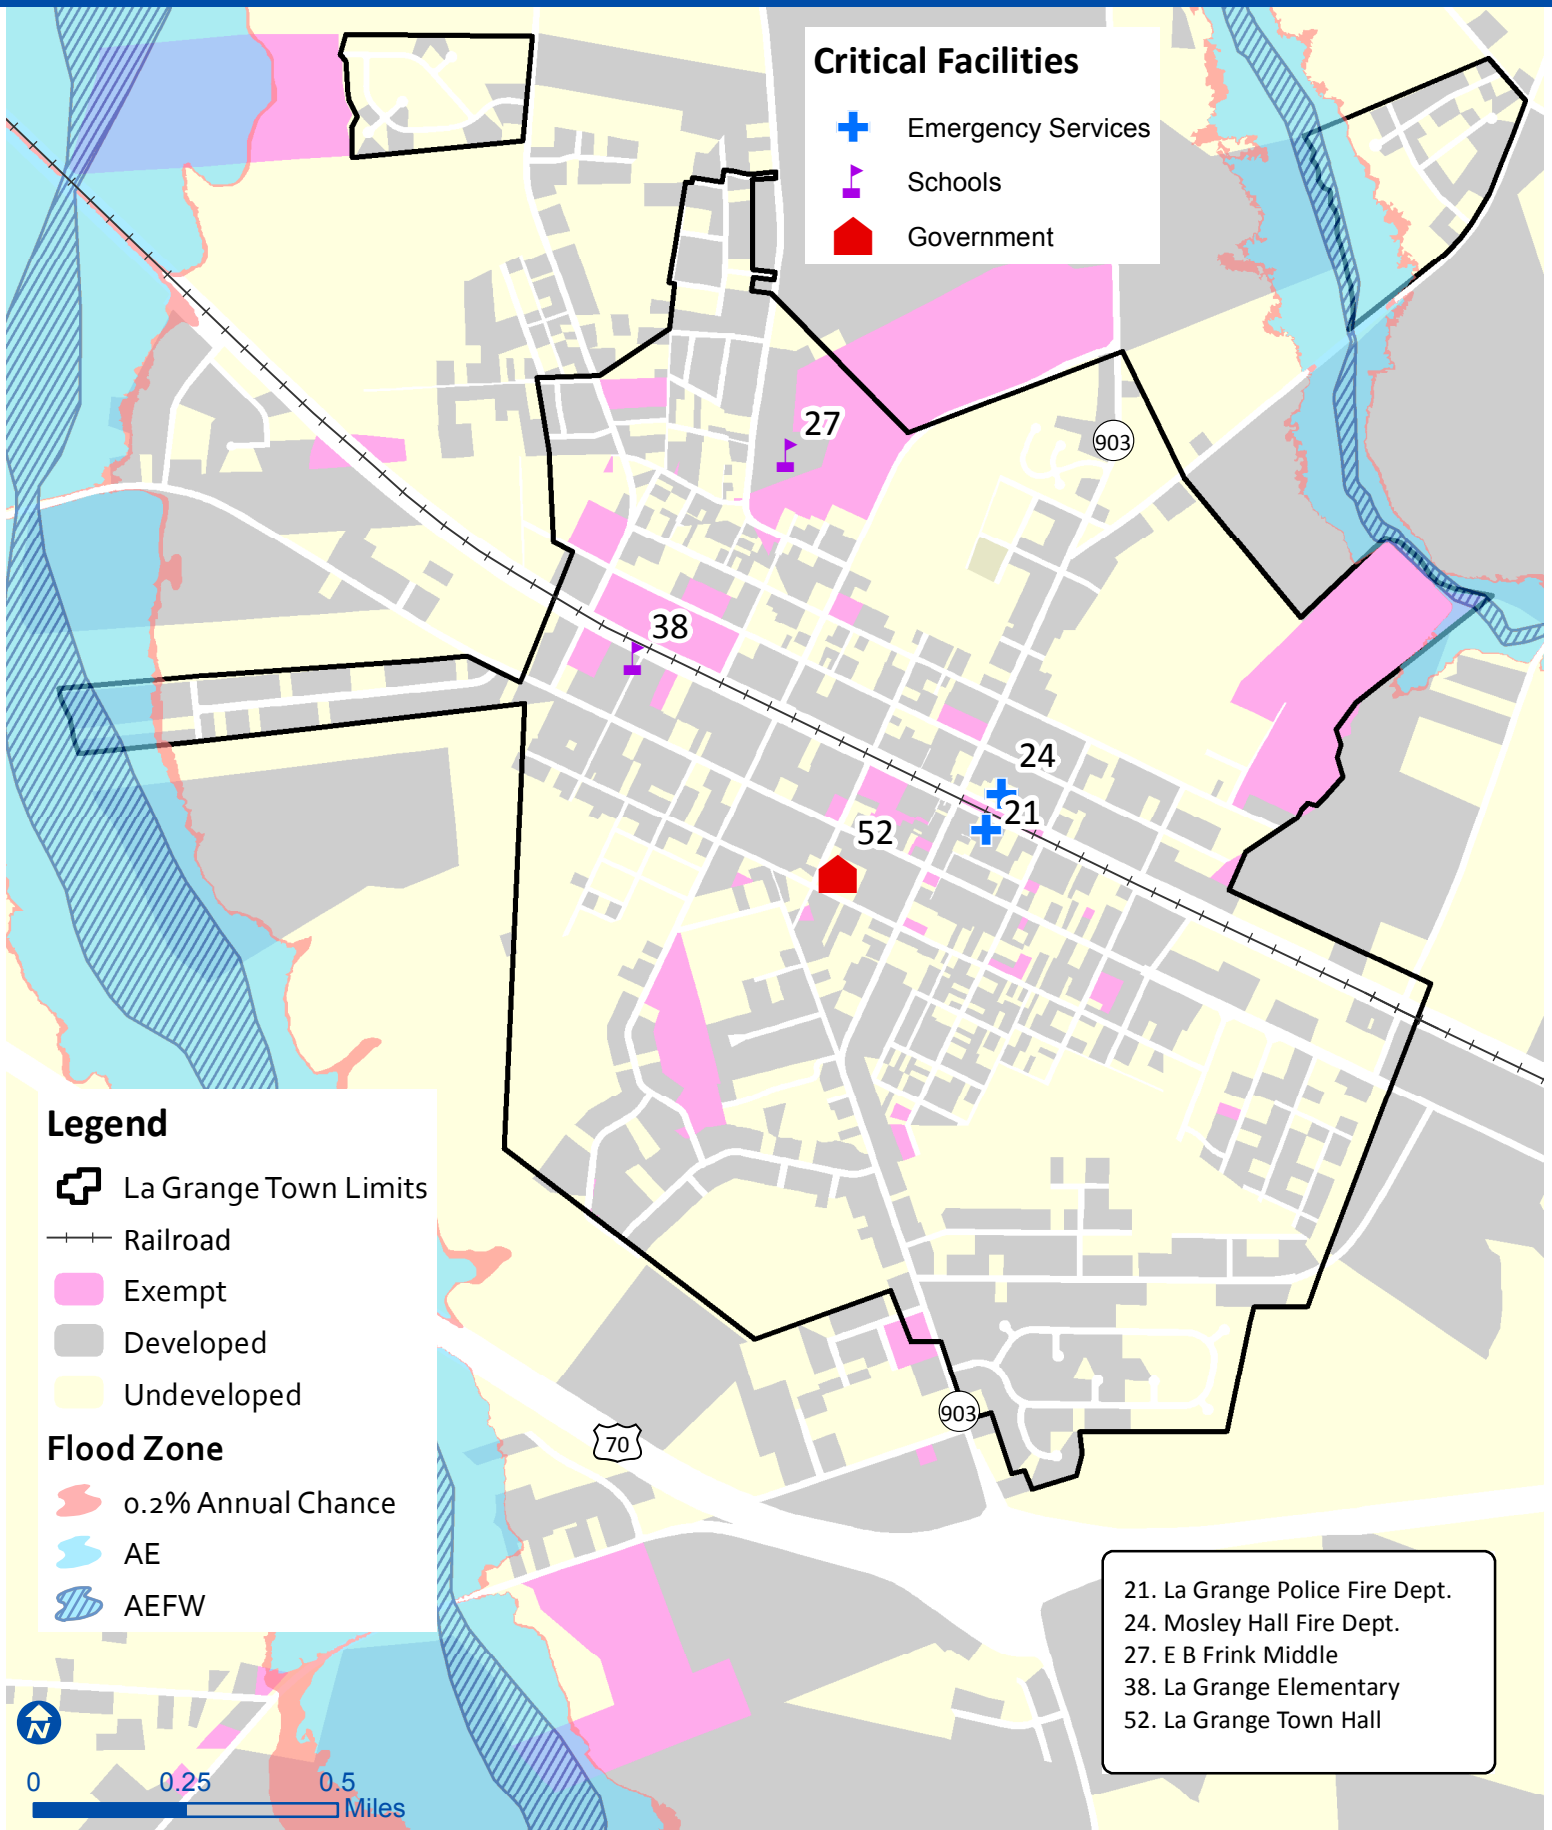 Critical Facilities
Emergency Services
Schools
Government
27
903
38
24
21
52
Legend
La Grange Town Limits
Railroad
Exempt
Developed
Undeveloped
Flood Zone
0.2% Annual Chance
AE
AEFW
903
70
21. La Grange Police Fire Dept.
24. Mosley Hall Fire Dept.
27. E B Frink Middle
38. La Grange Elementary
52. La Grange Town Hall
N
0 0.25 0.5
Miles